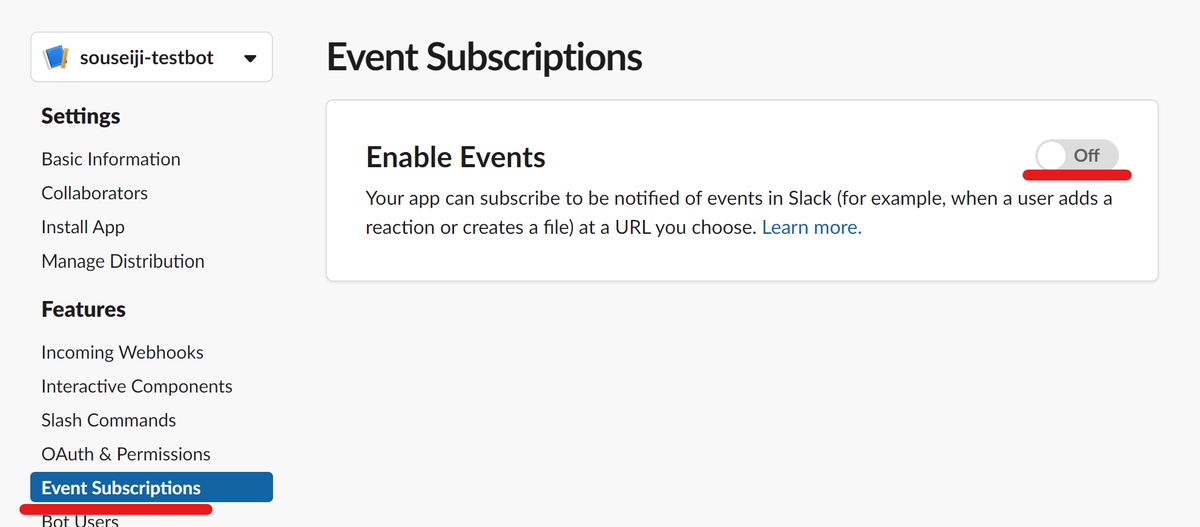 souseiji-testbot
Settings
Basic Information
Collaborators
Install App
Manage Distribution
Features
Incoming Webhooks
Interactive Components
Slash Commands
OAuth & Permissions
Event Subscriptions
Bot Users
Event Subscriptions
Enable Events
Off
Your app can subscribe to be notified of events in Slack (for example, when a user adds a
reaction or creates a file) at a URL you choose. Learn more.